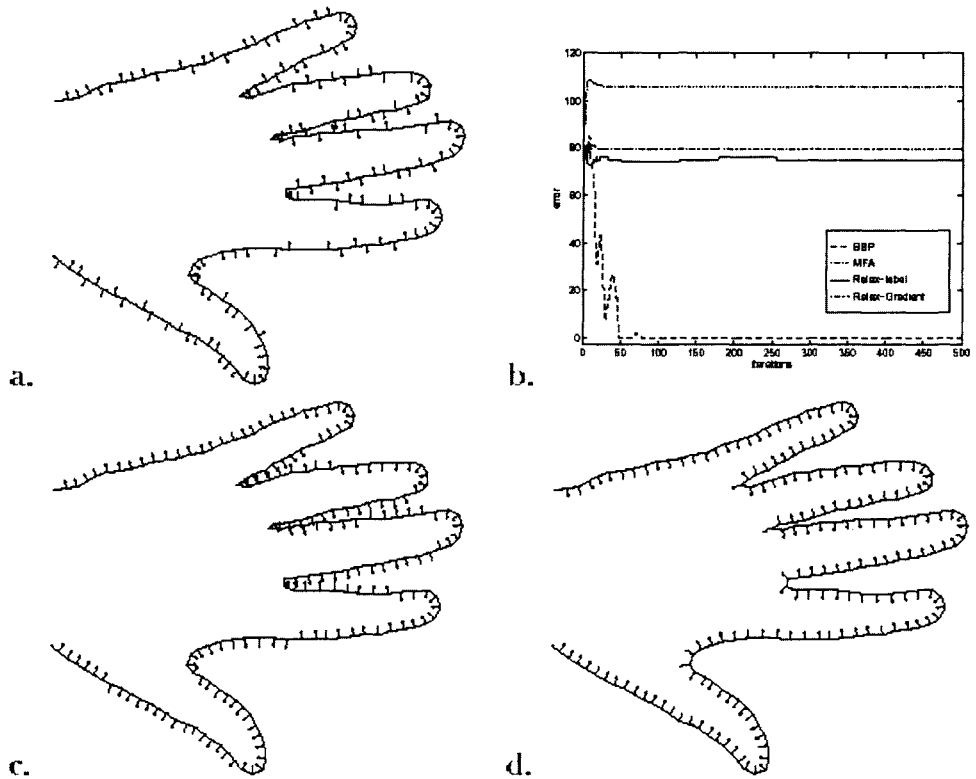 a.
b.
120
100
80
60
40
20
0
error
0 50 100 150 200 250 300 350 400 450 500
iterations
BBP
MFA
Relax-label
Relax-Gradient
c.
d.